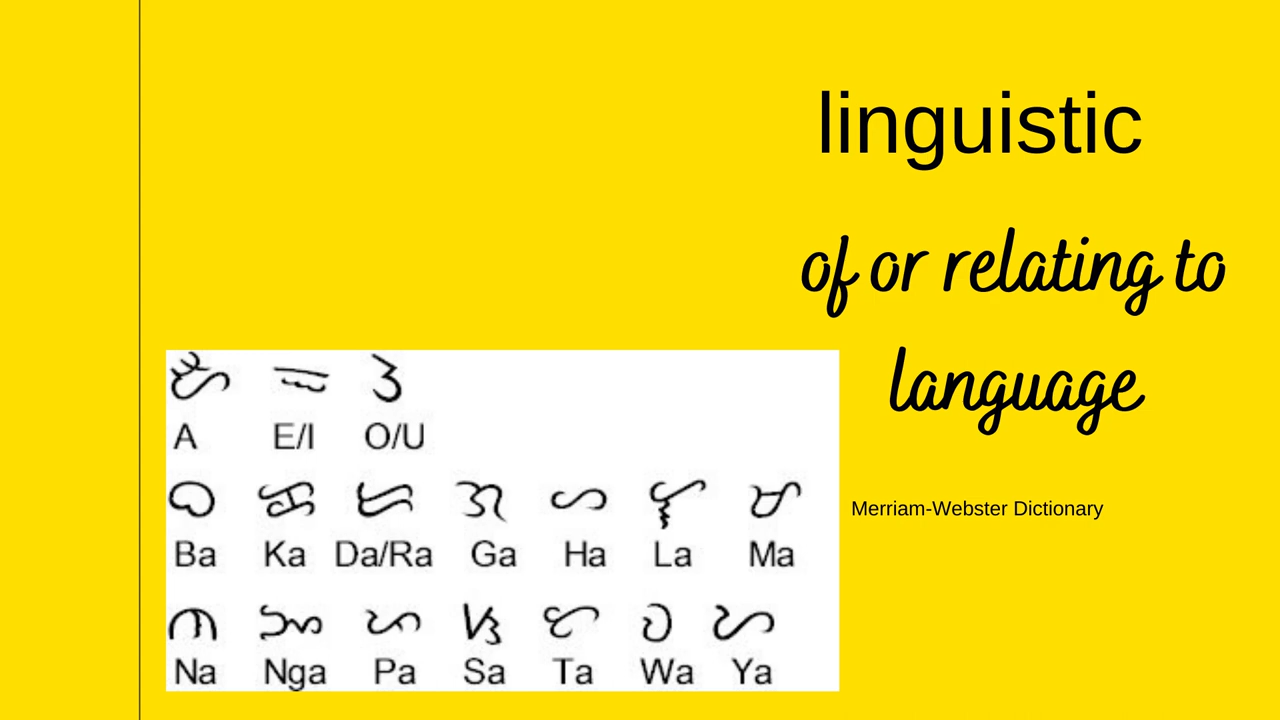 linguistic
of or relating to
language
Merriam-Webster Dictionary
ᜀ ᜁ ᜂ
A E/I O/U
ᜊ ᜃ ᜇ ᜄ ᜑ ᜎ ᜋ
Ba Ka Da/Ra Ga Ha La Ma
ᜈ ᜅ ᜉ ᜐ ᜆ ᜏ ᜌ
Na Nga Pa Sa Ta Wa Ya